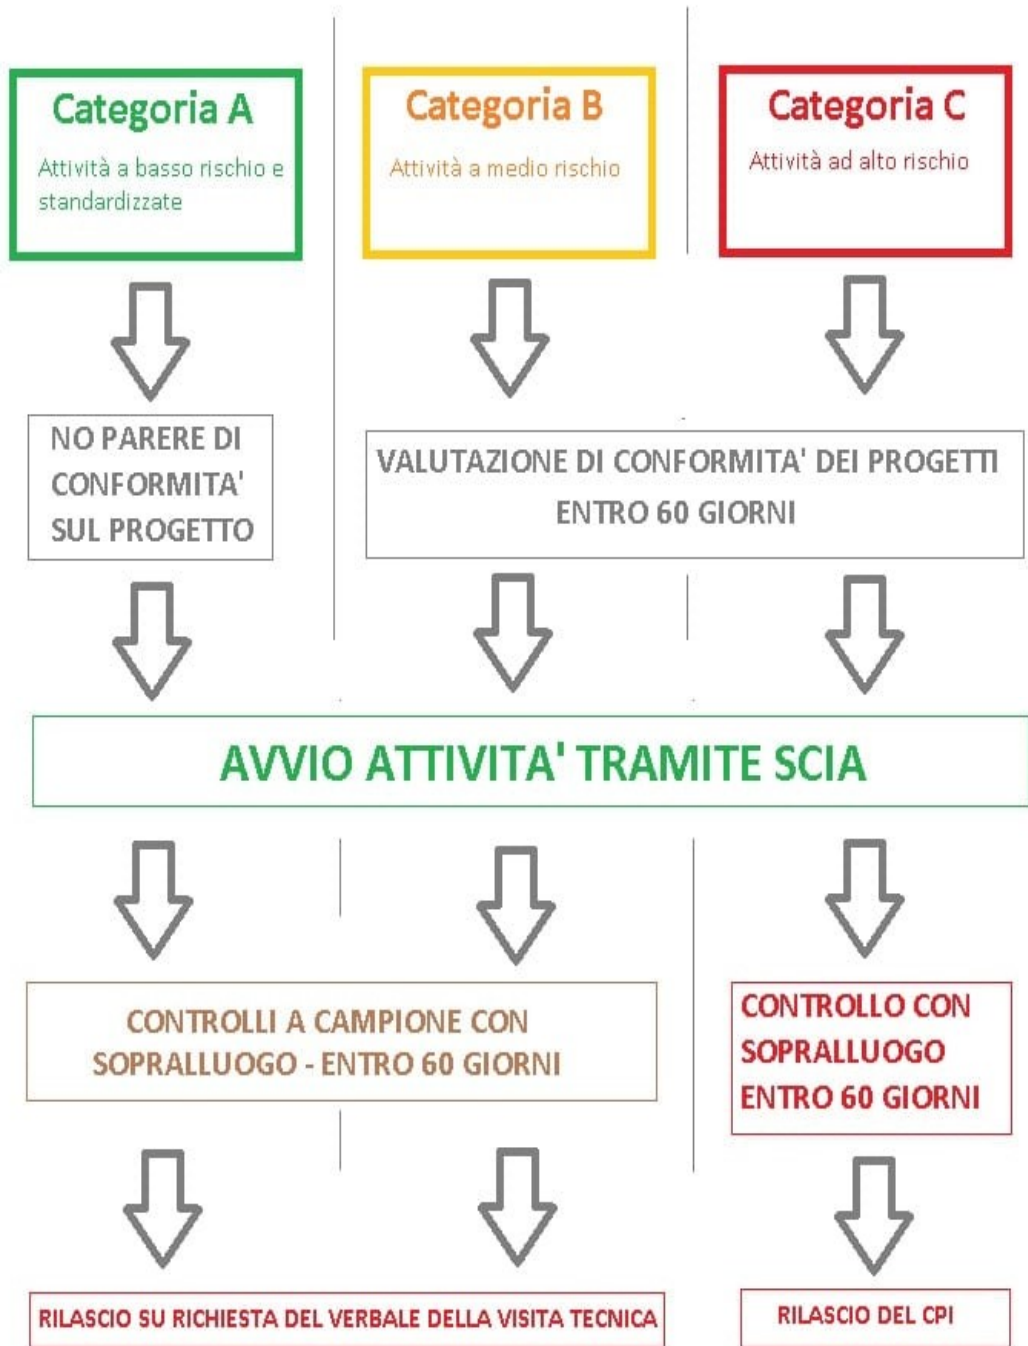 Categoria A
Attività a basso rischio e
standardizzate
Categoria B
Attività a medio rischio
Categoria C
Attività ad alto rischio
NO PARERE DI
CONFORMITA'
SUL PROGETTO
VALUTAZIONE DI CONFORMITA' DEI PROGETTI
ENTRO 60 GIORNI
AVVIO ATTIVITA' TRAMITE SCIA
CONTROLLI A CAMPIONE CON
SOPRALLUOGO - ENTRO 60 GIORNI
CONTROLLO CON
SOPRALLUOGO
ENTRO 60 GIORNI
RILASCIO SU RICHIESTA DEL VERBALE DELLA VISITA TECNICA
RILASCIO DEL CPI